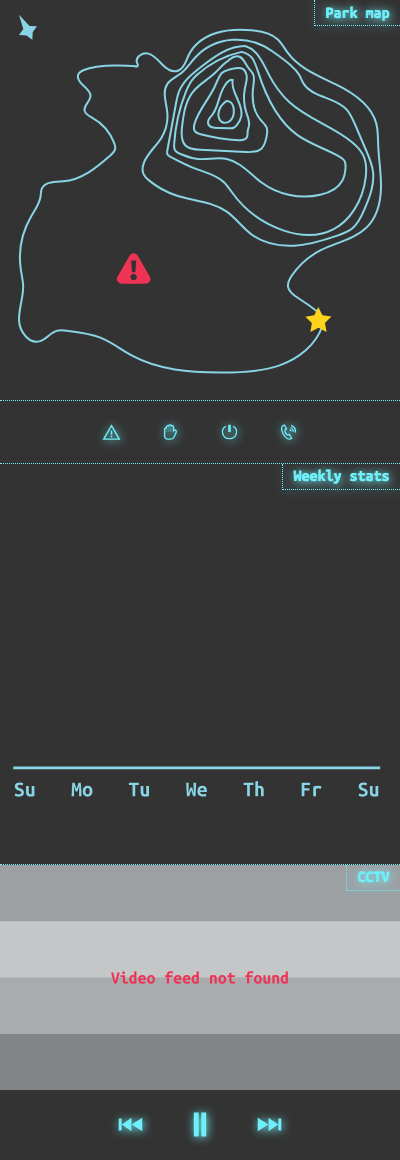 Park map
Weekly stats
Su Mo Tu We Th Fr Su
CCTV
Video feed not found